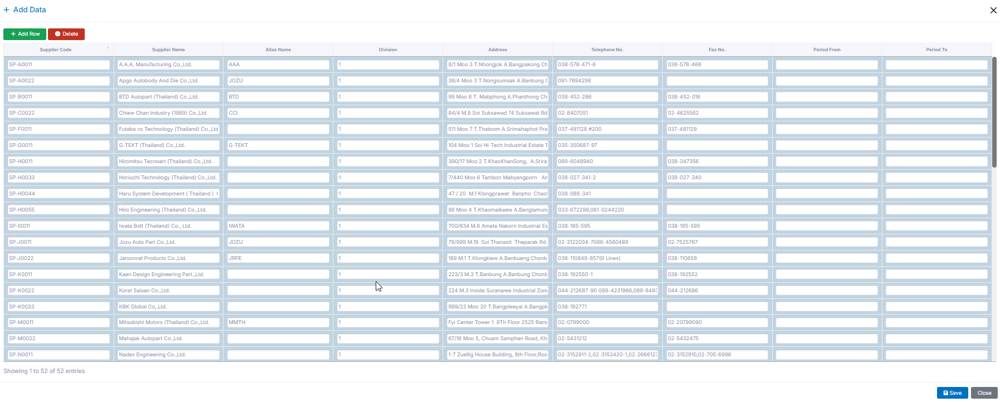 + Add Data
+ Add Row Delete
Supplier Code Supplier Name Alias Name Division Address Telephone No. Fax No. Period From Period To
SP-A0011 A.A.A. Manufacturing Co.,Ltd. AAA 1 8/1 Moo 3 T.Nhongjok A.Bangpakong Ch 038-578-471-6 038-578-466
SP-A0022 Apgo Autobody And Die Co.,Ltd. JOZU 1 38/4 Moo 3 T.Nongsumsak A.Banbung 091-7694298
SP-B0011 BTD Autopart (Thailand) Co.,Ltd. BTD 1 99 Moo 8 T. Mabphong A.Phanthong Ch 038-452-286 038-452-016
SP-C0022 Chiew Chan Industry (1989) Co.,Ltd CCI 1 84/4 M.8 Soi Suksawad 74 Suksawat Rd 02-8407051 02-4625562
SP-F0011 Futaba vs Technology (Thailand) Co.,Ltd 1 511 Moo 7 T.Thatoom A.Srimahaphot Pra 037-481128 #200 037-481129
SP-G0011 G-TEKT (Thailand) Co.,Ltd. G-TEKT 1 104 Moo 1 Soi Hi-Tech Industrial Estate T 035-350687-97
SP-H0011 Hiromitsu Tecnoart (Thailand) Co.,Ltd. 1 390/17 Moo 2 T.KhaoKhanSong, A.Srira 089-6048940 038-347356
SP-H0033 Horiuchi Technology (Thailand) Co.,Ltd. 1 7/440 Moo 6 Tambon Mabyangporn Am 038-027-341-2 038-027-340
SP-H0044 Haru System Development ( Thailand ) 1 47 / 20 M.1 Klongprawet Banpho Chach 038-086-341
SP-H0055 Hiro Engineering (Thailand) Co.,Ltd. 1 86 Moo 4 T.Khaomaikaew A.Banglamung 033-672299,061-0244220
SP-I0011 Iwata Bolt (Thailand) Co., Ltd. IWATA 1 700/834 M.6 Amata Nakorn Industrial Es 038-185-595 038-185-595
SP-J0011 Jozu Auto Part Co.,Ltd. JOZU 1 79/999 M.19 Soi Thanasit Theparak Rd. 02-3122034-7086-4580489 02-7525767
SP-J0022 Jaroonrat Products Co.,Ltd. JRPE 1 189 M.1 T.Klongkiew A.Banbueng Chonb 038-110849-857(9 Lines) 038-110858
SP-K0011 Kaen Design Engineering Part.,Ltd. 1 223/3 M.3 T.Banbung A.Banbung Chonb 038-192550-1 038-192552
SP-K0022 Korat Saisan Co.,Ltd. 1 224 M.3 Inside Suranaree Industrial Zone 044-212687-90 089-4231966,089-8493 044-212686
SP-K0033 KBK Global Co,.Ltd. 1 999/23 Moo 20 T.Bangpleeyai A.Bangple 038-192771
SP-M0011 Mitsubishi Motors (Thailand) Co.,Ltd. MMTH 1 Fyi Center Tower 1 9Th Floor 2525 Rama 02-0799000 02-20799090
SP-M0022 Mahajak Autopart Co.,Ltd. 1 67/16 Moo 5, Chuam Samphan Road, Kh 02-5431212 02-5432475
SP-N0011 Nadex Engineering Co.,Ltd. 1 1-7 Zuellig House Building, 8th Floor,Roo 02-3152911-2,02-3152420-1,02-2666127 02-3152910,02-705-6996
Showing 1 to 52 of 52 entries
Save Close